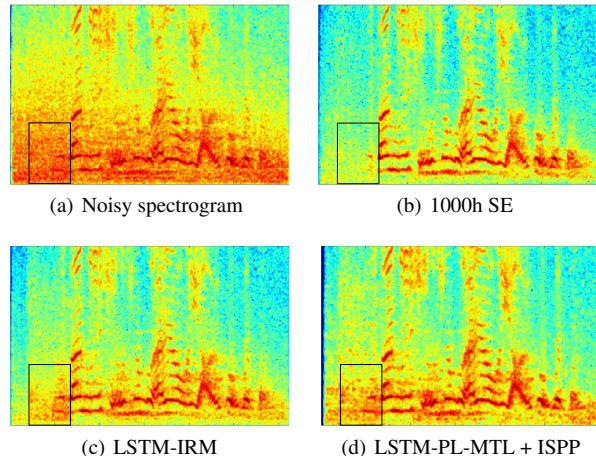 (a) Noisy spectrogram
(b) 1000h SE
(c) LSTM-IRM
(d) LSTM-PL-MTL + ISPP